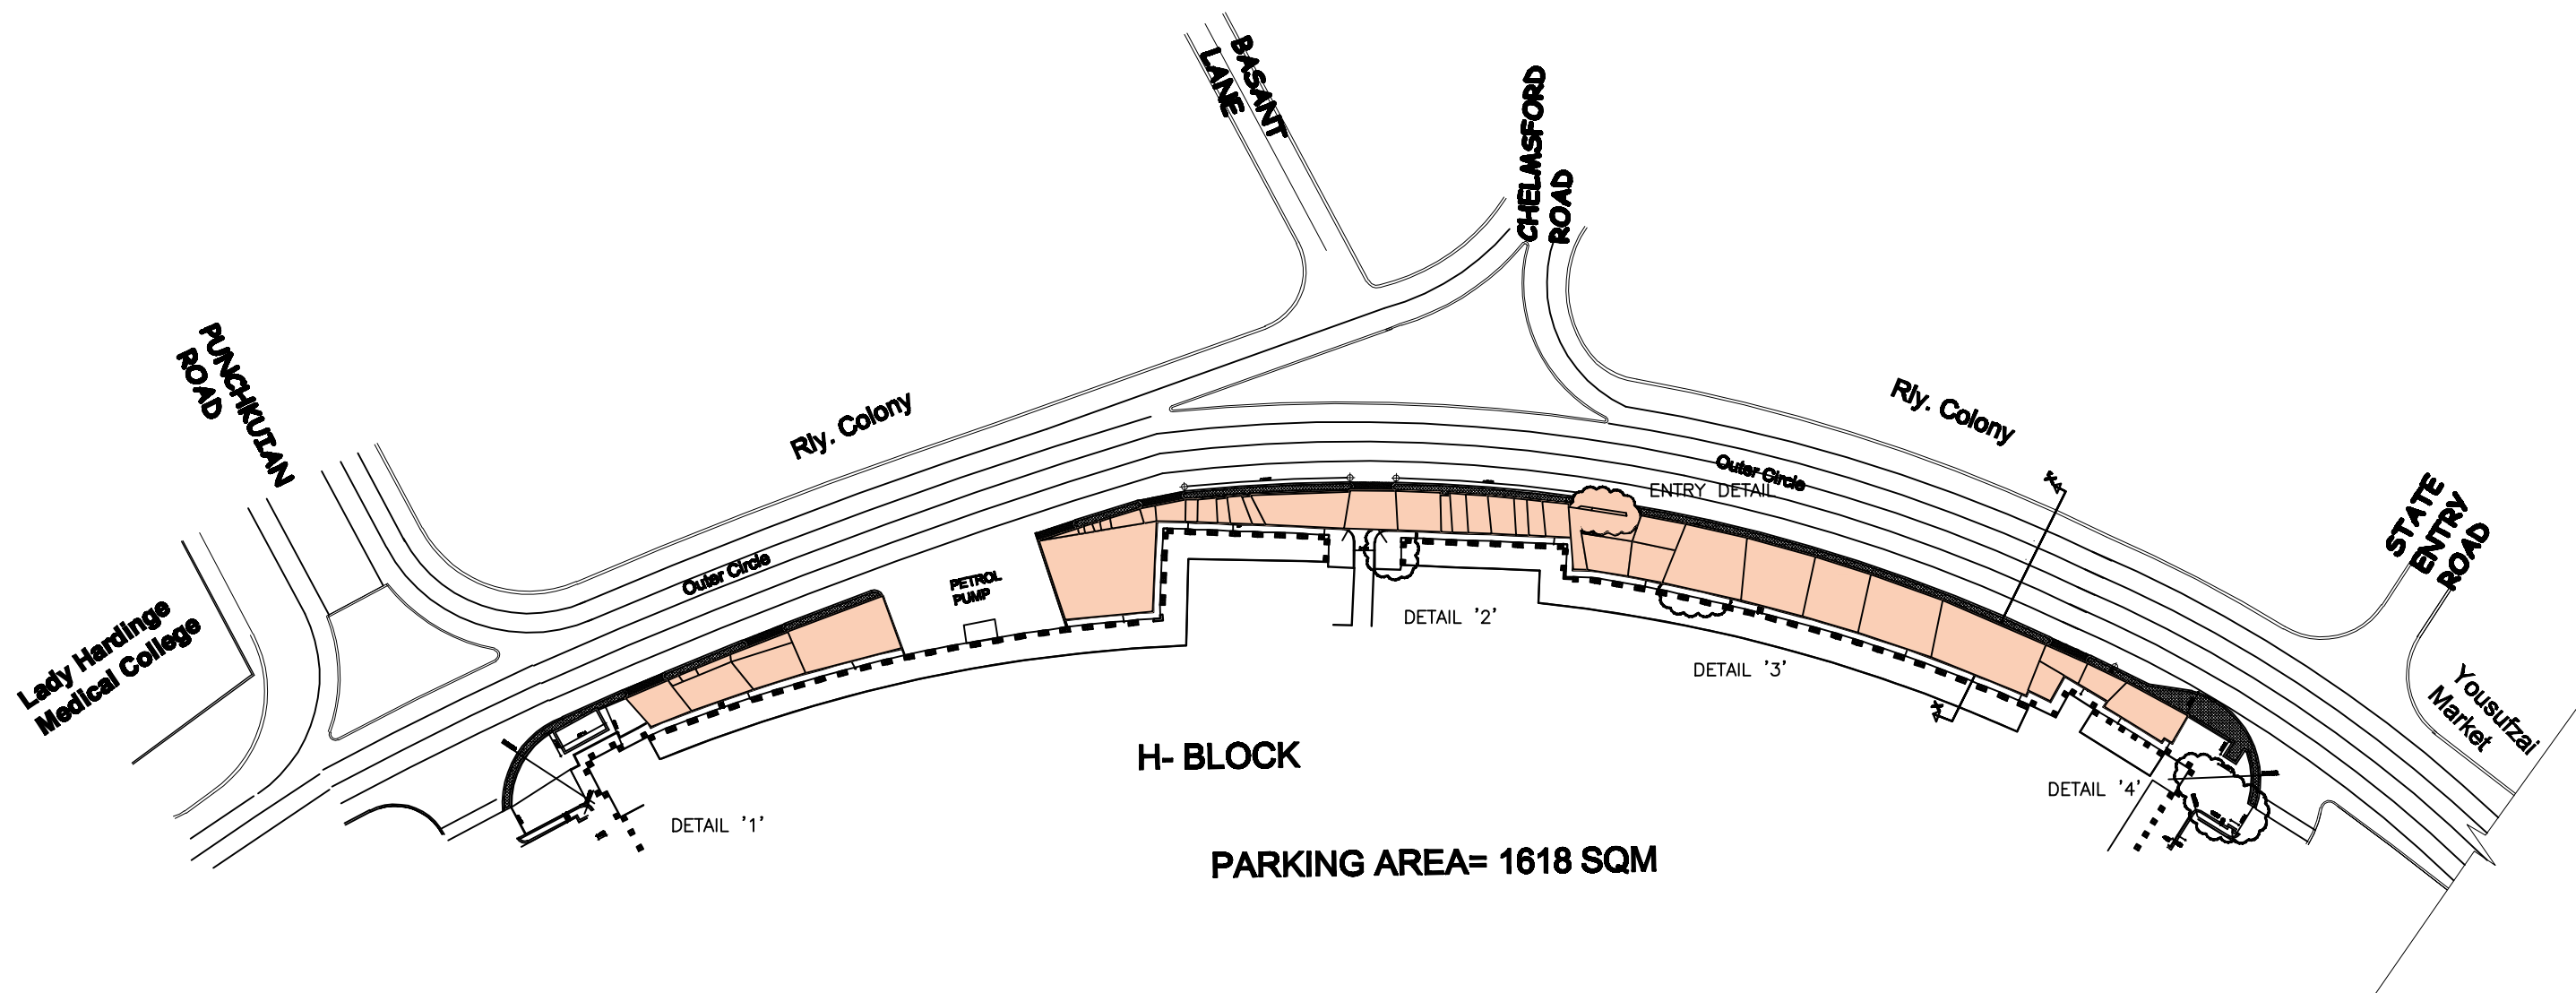 BASANT
LANE
CHELMSFORD
ROAD
PUNCHKUIAN
ROAD
Rly. Colony
Rly. Colony
Outer Circle
ENTRY DETAIL
STATE
ENTRY
ROAD
Outer Circle
PETROL
PUMP
DETAIL '2'
Lady Hardinge
Medical College
DETAIL '3'
Yousufzai
Market
H- BLOCK
DETAIL '4'
DETAIL '1'
PARKING AREA= 1618 SQM